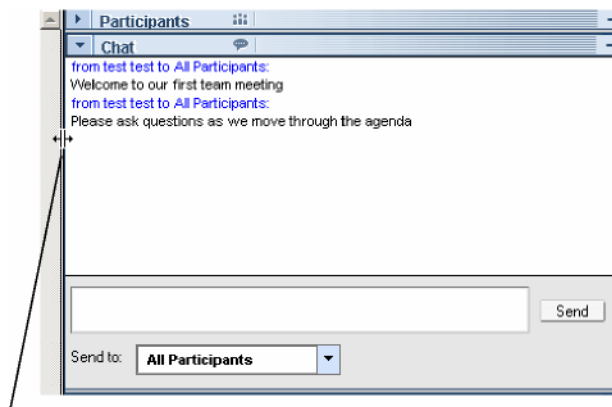 Participants
Chat
from test test to All Participants:
Welcome to our first team meeting
from test test to All Participants:
Please ask questions as we move through the agenda
Send
Send to: All Participants